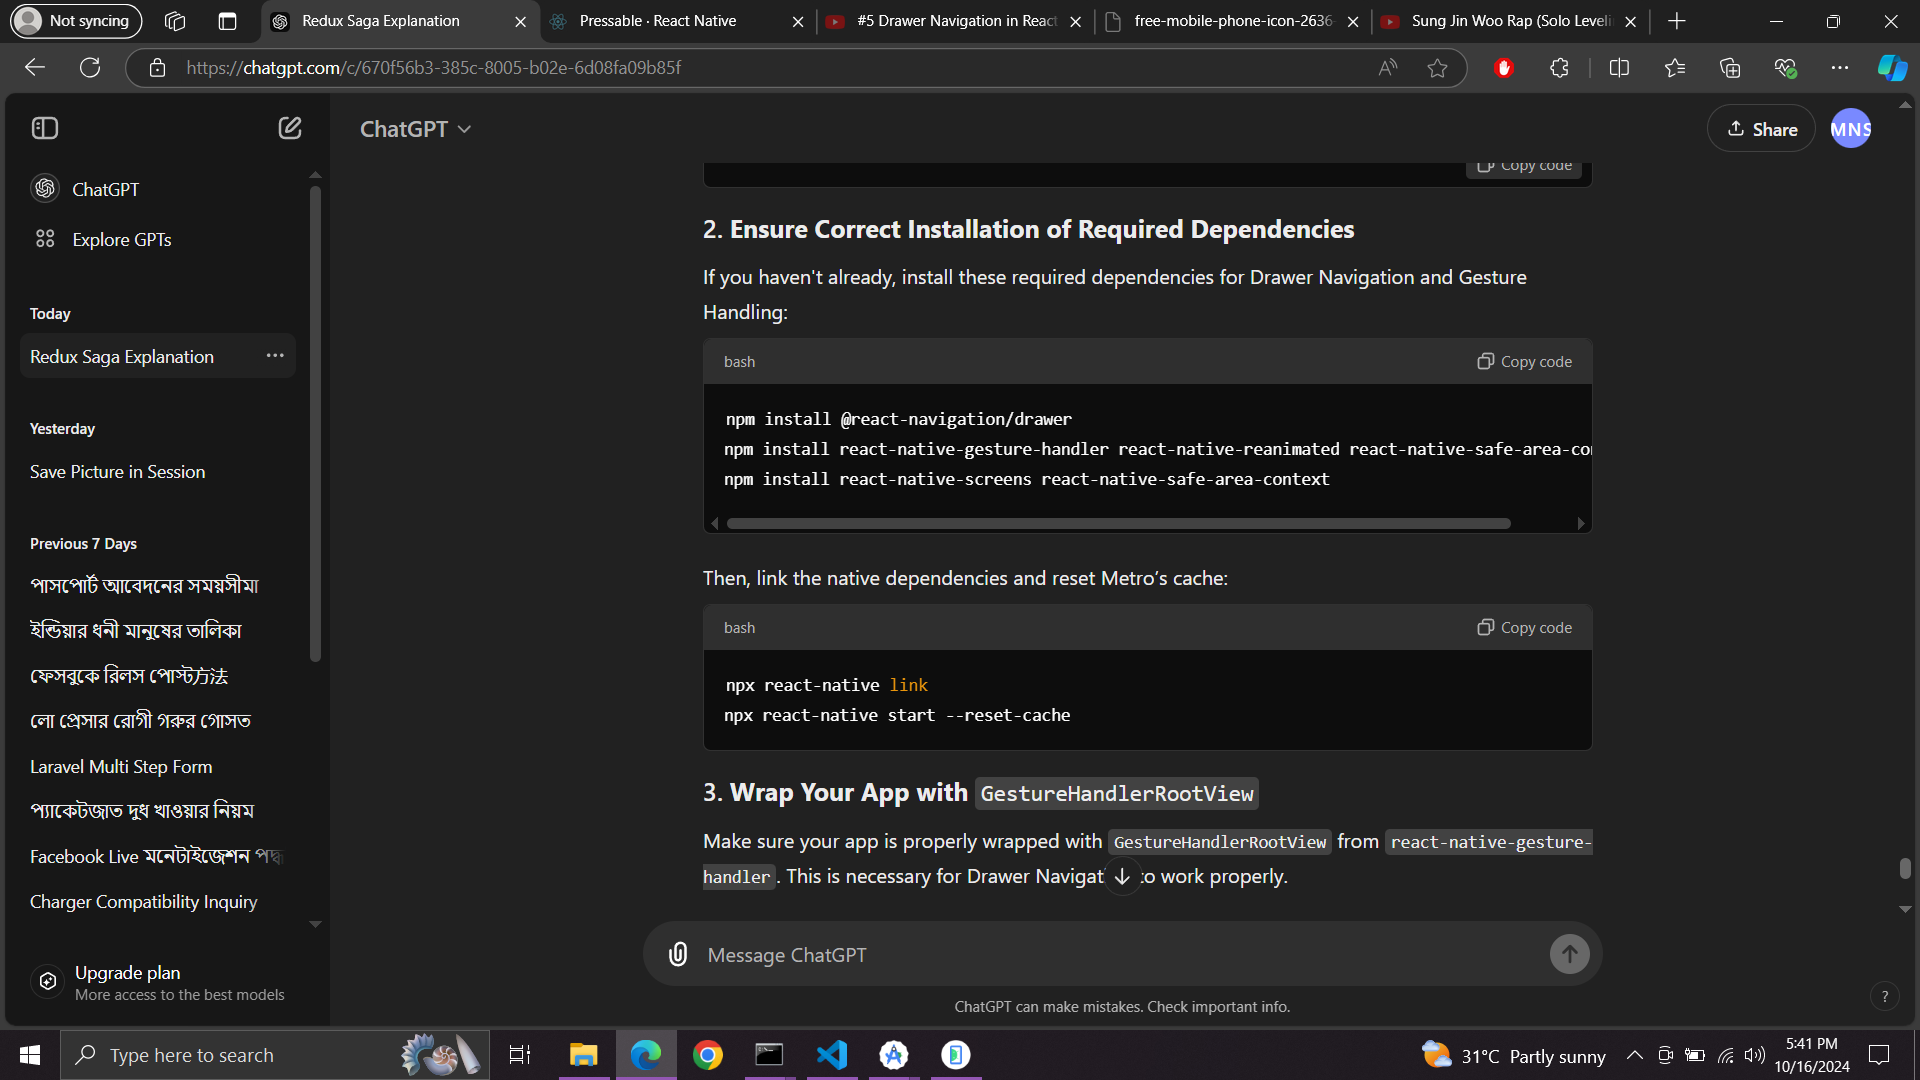 Not syncing
Redux Saga Explanation
Pressable · React Native
#5 Drawer Navigation in React
free-mobile-phone-icon-2636-
Sung Jin Woo Rap (Solo Leveli
https://chatgpt.com/c/670f56b3-385c-8005-b02e-6d08fa09b85f
ChatGPT
Share
MNS
ChatGPT
Explore GPTs
Today
Redux Saga Explanation
Yesterday
Save Picture in Session
Previous 7 Days
পাসপোর্ট আবেদনের সময়সীমা
ইন্ডিয়ার ধনী মানুষের তালিকা
ফেসবুকে রিলস পোস্ট方法
লো প্রেসার রোগী গরুর গোসত
Laravel Multi Step Form
প্যাকেটজাত দুধ খাওয়ার নিয়ম
Facebook Live মনেটাইজেশন পদ্ধ
Charger Compatibility Inquiry
Upgrade plan
More access to the best models
Copy code
2. Ensure Correct Installation of Required Dependencies
If you haven't already, install these required dependencies for Drawer Navigation and Gesture
Handling:
bash
Copy code
npm install @react-navigation/drawer
npm install react-native-gesture-handler react-native-reanimated react-native-safe-area-con
npm install react-native-screens react-native-safe-area-context
Then, link the native dependencies and reset Metro’s cache:
bash
Copy code
npx react-native link
npx react-native start --reset-cache
3. Wrap Your App with GestureHandlerRootView
Make sure your app is properly wrapped with GestureHandlerRootView from react-native-gesture-
handler. This is necessary for Drawer Navigat to work properly.
Message ChatGPT
ChatGPT can make mistakes. Check important info.
?
Type here to search
31°C Partly sunny
5:41 PM
10/16/2024